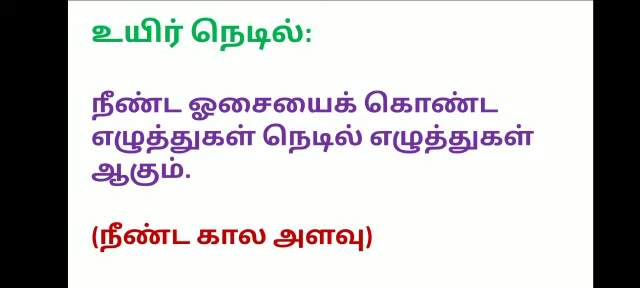 உயிர் நெடில்:
நீண்ட ஓசையைக் கொண்ட
எழுத்துகள் நெடில் எழுத்துகள்
ஆகும்.
(நீண்ட கால அளவு)